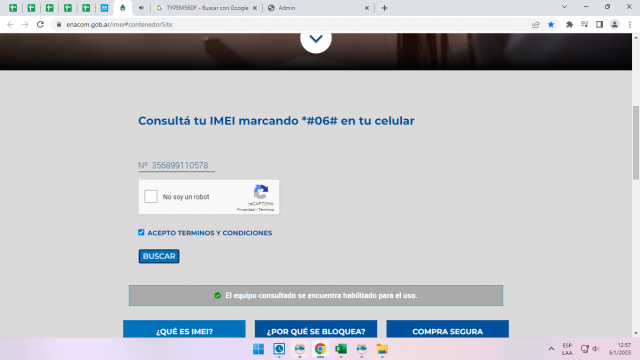 TYPEM56DF - Buscar con Google
Admin
enacom.gob.ar/imei#contenedorSite
Consultá tu IMEI marcando *#06# en tu celular
Nº 356899110578
No soy un robot
reCAPTCHA
Privacidad - Términos
ACEPTO TERMINOS Y CONDICIONES
BUSCAR
El equipo consultado se encuentra habilitado para el uso.
¿QUÉ ES IMEI?
¿POR QUÉ SE BLOQUEA?
COMPRA SEGURA
ESP
LAA
12:57
5/1/2023